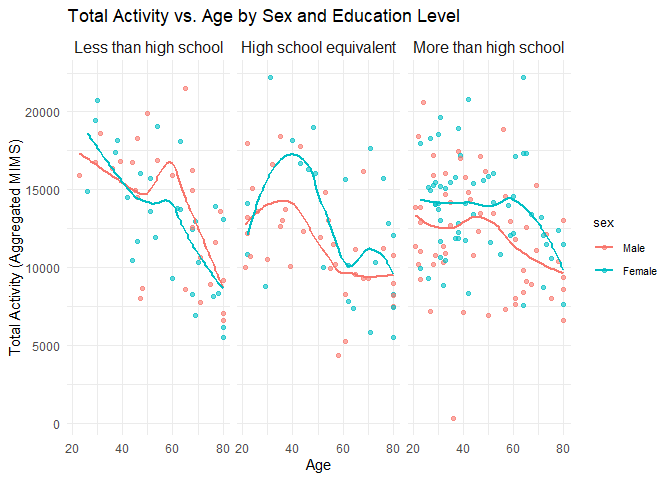 Total Activity vs. Age by Sex and Education Level
Less than high school
High school equivalent
More than high school
Total Activity (Aggregated MIMS)
20000
15000
10000
5000
0
20 40 60 80
20 40 60 80
20 40 60 80
Age
sex
Male
Female